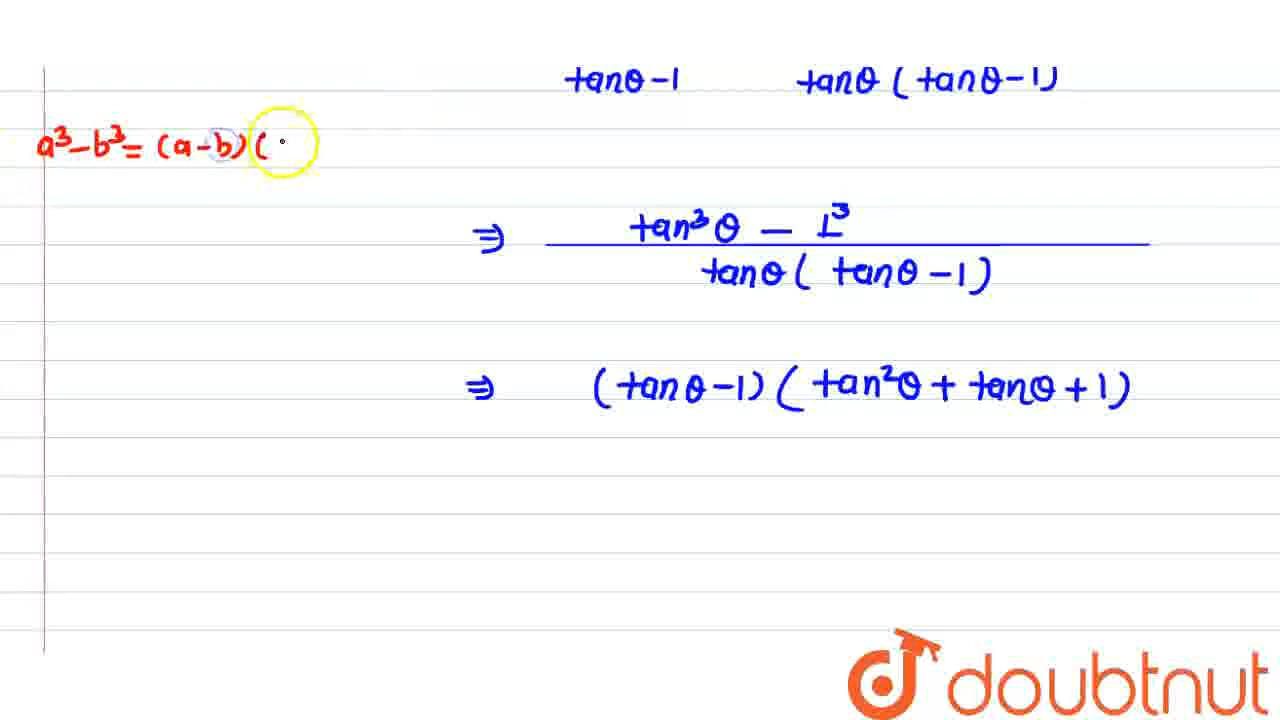 tanθ-1 tanθ(tanθ-1)
a³-b³=(a-b)(
⇒ tan³θ - 1³
tanθ(tanθ-1)
⇒ (tanθ-1)(tan²θ+tanθ+1)
doubtnut